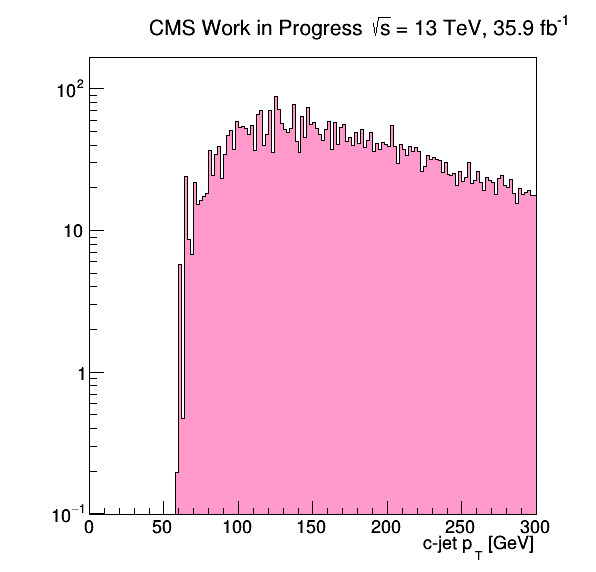 CMS Work in Progress √s = 13 TeV, 35.9 fb⁻¹
10²
10
1
10⁻¹
0 50 100 150 200 250 300
c-jet p_T [GeV]